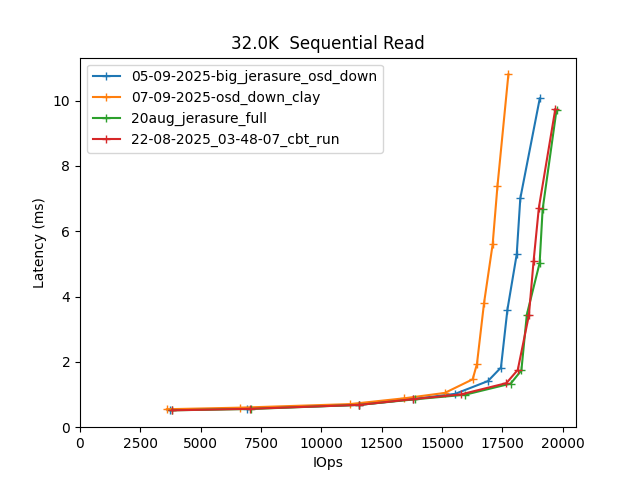 32.0K  Sequential Read
05-09-2025-big_jerasure_osd_down
07-09-2025-osd_down_clay
20aug_jerasure_full
22-08-2025_03-48-07_cbt_run
Latency (ms)
10
8
6
4
2
0
0 2500 5000 7500 10000 12500 15000 17500 20000
IOps